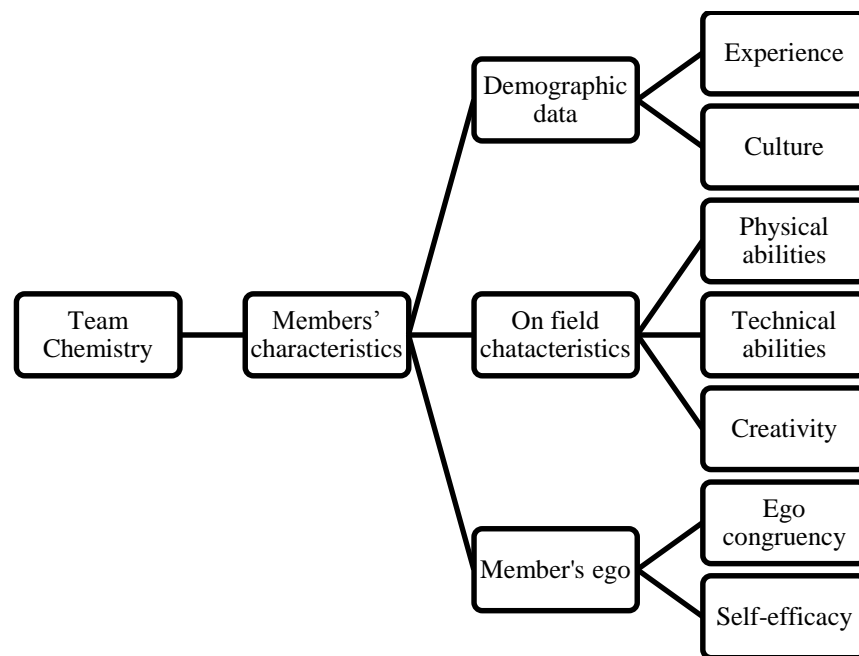 Team
Chemistry
Members’
characteristics
Demographic
data
Experience
Culture
On field
chatacteristics
Physical
abilities
Technical
abilities
Creativity
Member's ego
Ego
congruency
Self-efficacy